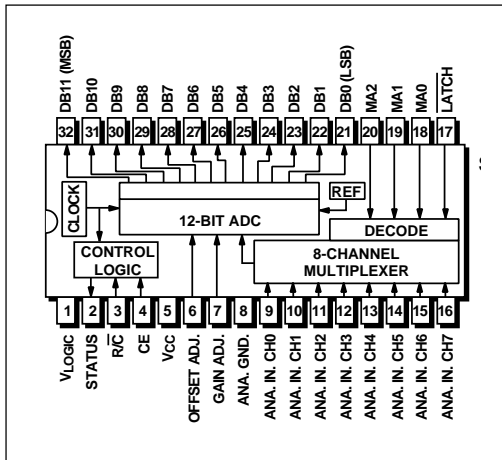 DB11 (MSB)
DB10
DB9
DB8
DB7
DB6
DB5
DB4
DB3
DB2
DB1
DB0 (LSB)
MA2
MA1
MA0
LATCH
32 31 30 29 28 27 26 25 24 23 22 21 20 19 18 17
CLOCK
REF
12-BIT ADC
DECODE
CONTROL
LOGIC
8-CHANNEL
MULTIPLEXER
1 2 3 4 5 6 7 8 9 10 11 12 13 14 15 16
VLOGIC
STATUS
R/C
CE
VCC
OFFSET ADJ.
GAIN ADJ.
ANA. GND.
ANA. IN. CH0
ANA. IN. CH1
ANA. IN. CH2
ANA. IN. CH3
ANA. IN. CH4
ANA. IN. CH5
ANA. IN. CH6
ANA. IN. CH7